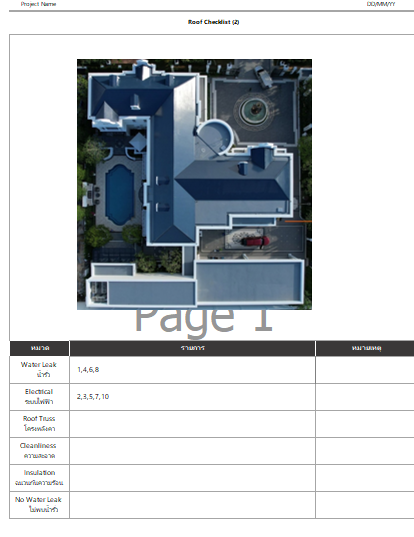 Project Name DD/MM/YY
Roof Checklist (2)
Page 1
หมวด รายการ หมายเหตุ
Water Leak 1,4,6,8
น้ำรั่ว
Electrical 2,3,5,7,10
ระบบไฟฟ้า
Roof Truss
โครงหลังคา
Cleanliness
ความสะอาด
Insulation
ฉนวนกันความร้อน
No Water Leak
ไม่พบน้ำรั่ว